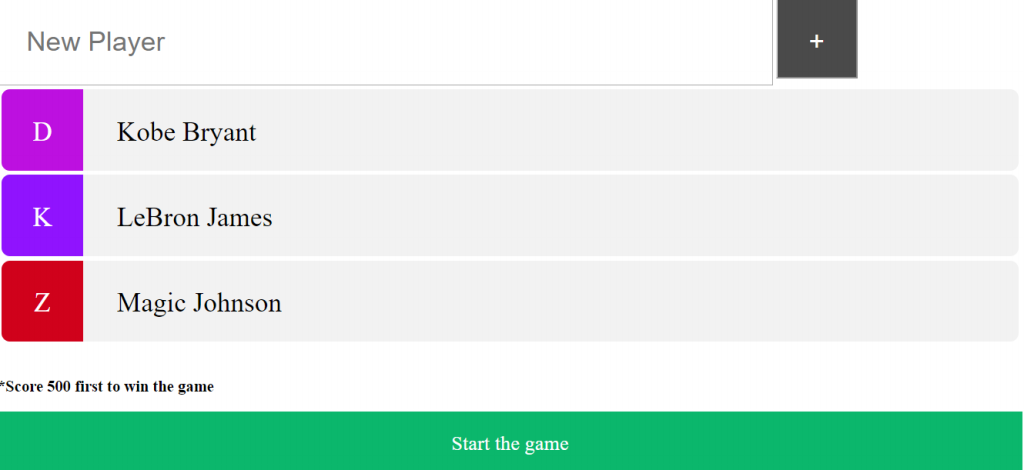 New Player +
D Kobe Bryant
K LeBron James
Z Magic Johnson
*Score 500 first to win the game
Start the game